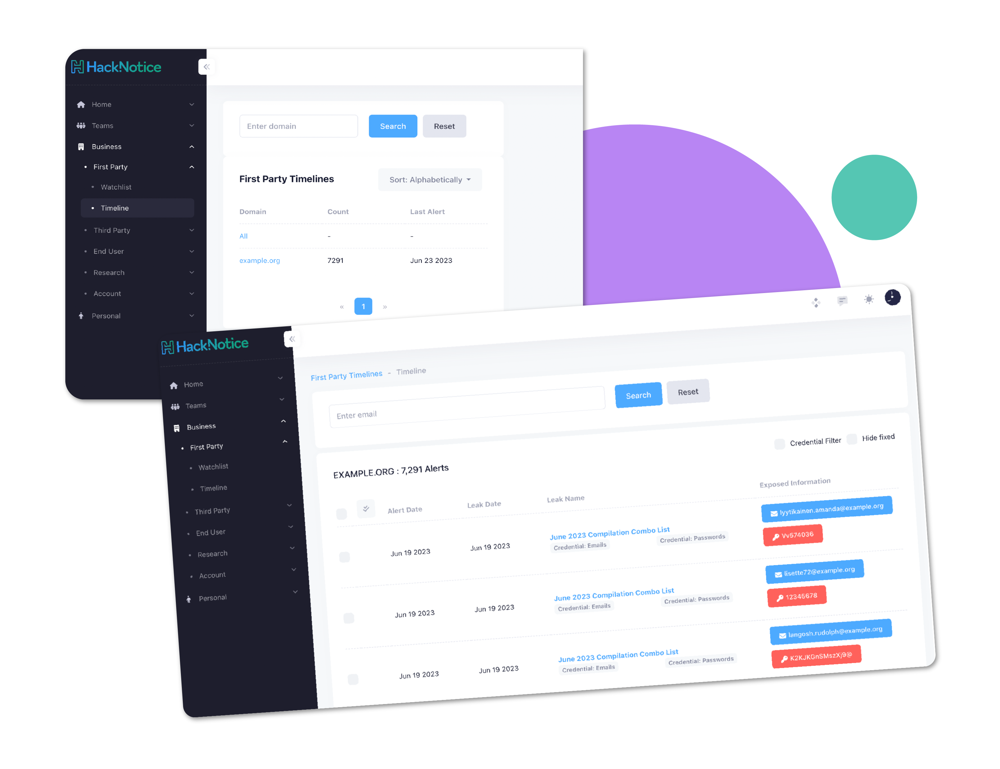 HackNotice
Home
Teams
Business
First Party
Watchlist
Timeline
Third Party
End User
Research
Account
Personal
Enter domain
Search
Reset
First Party Timelines
Sort: Alphabetically
Domain Count Last Alert
All - -
example.org 7291 Jun 23 2023
« 1 »
HackNotice
Home
Teams
Business
First Party
Watchlist
Timeline
Third Party
End User
Research
Account
Personal
First Party Timelines - Timeline
Enter email
Search
Reset
Credential Filter
Hide fixed
EXAMPLE.ORG : 7,291 Alerts
Alert Date Leak Date Leak Name Exposed Information
Jun 19 2023 Jun 19 2023 June 2023 Compilation Combo List
Credential: Emails Credential: Passwords
lyytikainen.amanda@example.org
Vv574036
Jun 19 2023 Jun 19 2023 June 2023 Compilation Combo List
Credential: Emails Credential: Passwords
lisette72@example.org
12345678
Jun 19 2023 Jun 19 2023 June 2023 Compilation Combo List
Credential: Emails Credential: Passwords
langosh.rudolph@example.org
K2KJKGnSMszXj9@